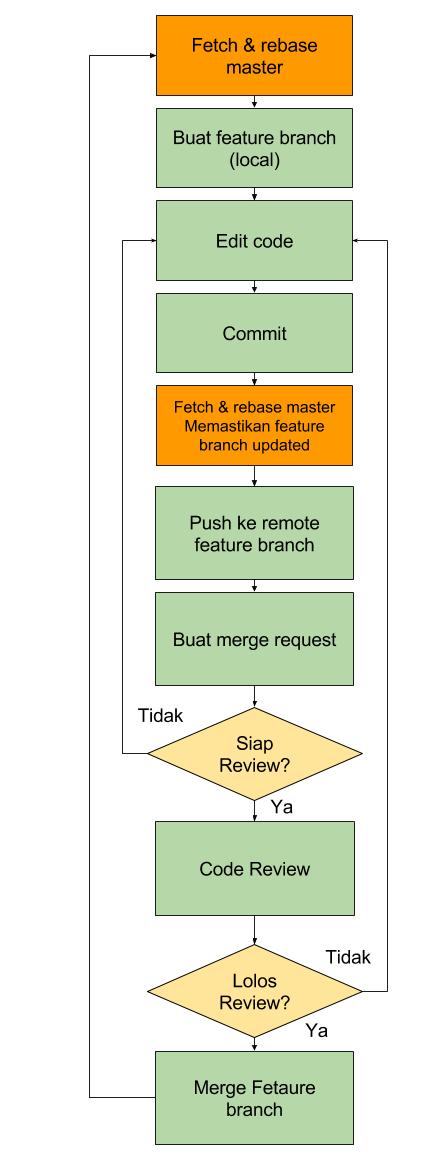 Fetch & rebase
master
Buat feature branch
(local)
Edit code
Commit
Fetch & rebase master
Memastikan feature
branch updated
Push ke remote
feature branch
Buat merge request
Tidak
Siap
Review?
Ya
Code Review
Tidak
Lolos
Review?
Ya
Merge Fetaure
branch